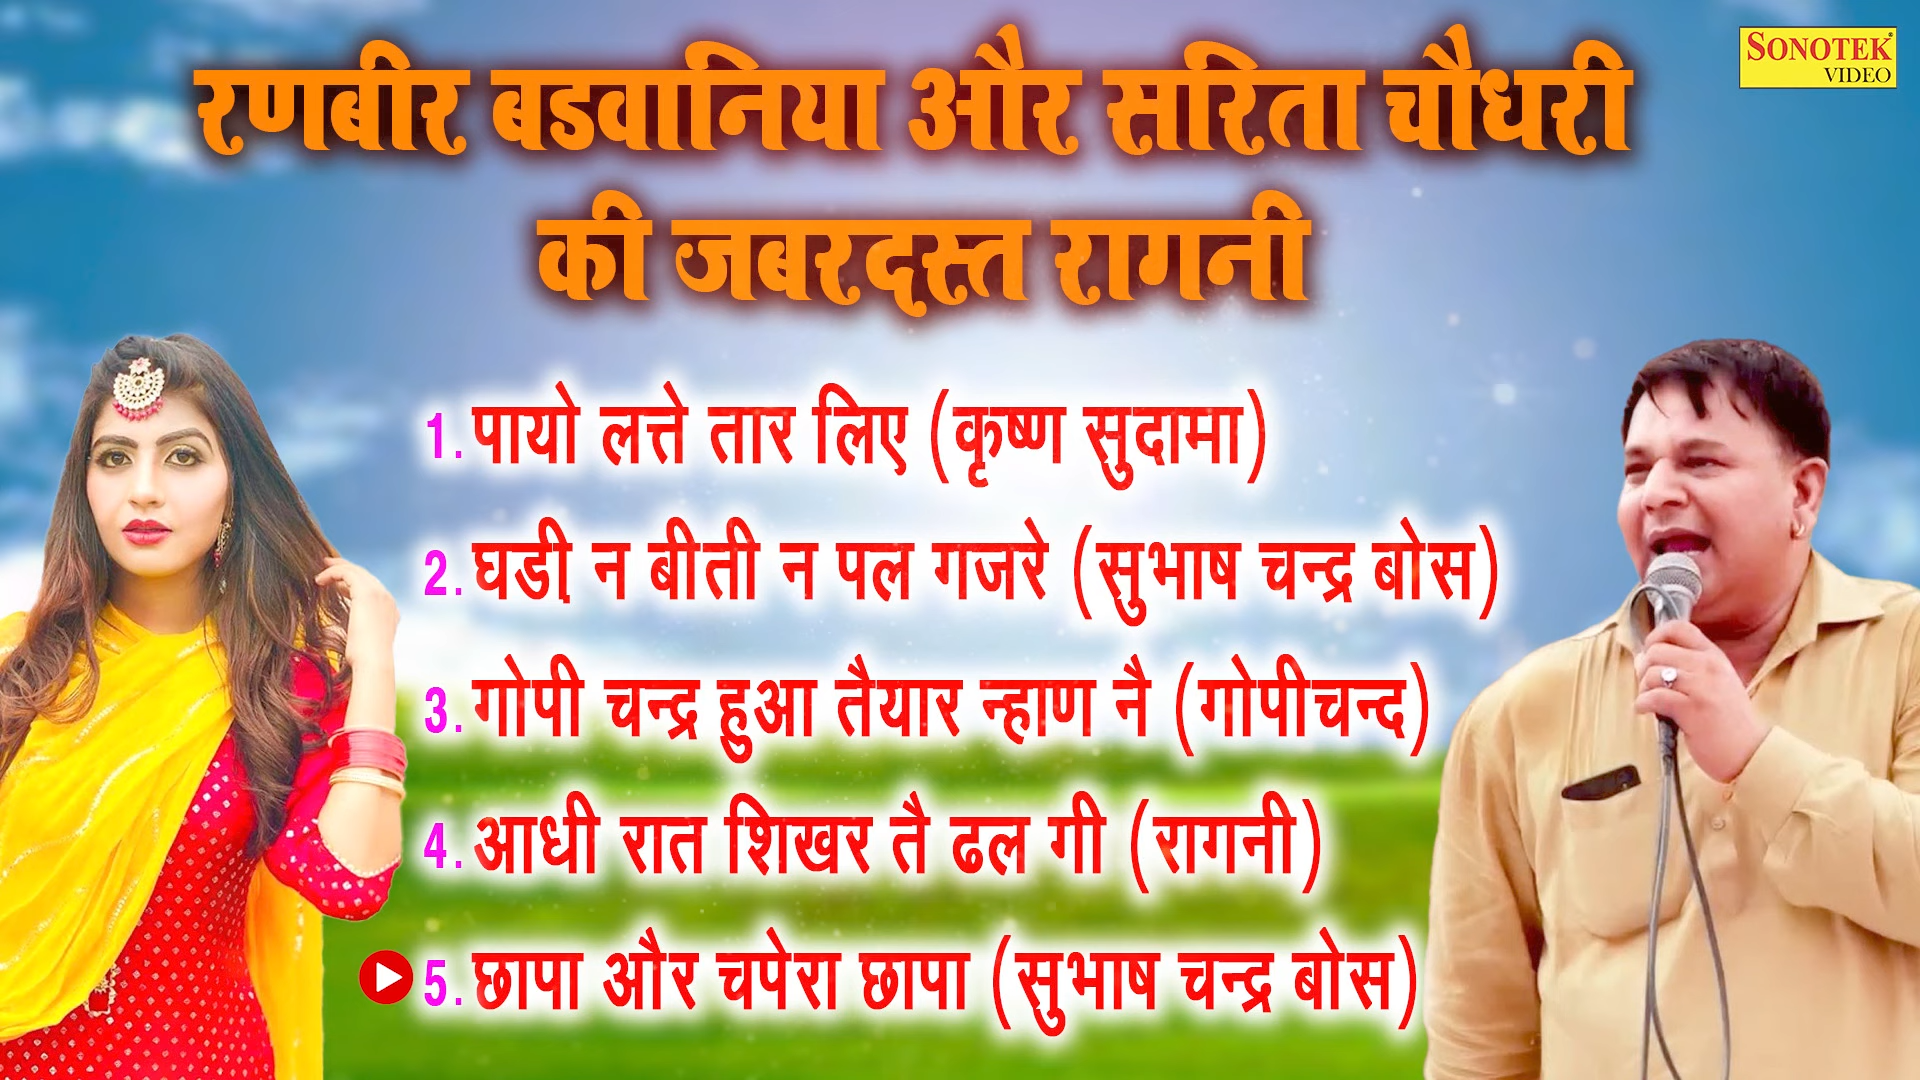 SONOTEK
VIDEO
रणबीर बडवानिया और सरिता चौधरी
की जबरदस्त रागनी
1. पायो लत्ते तार लिए (कृष्ण सुदामा)
2. घडी़ न बीती न पल गजरे (सुभाष चन्द्र बोस)
3. गोपी चन्द्र हुआ तैयार न्हाण नै (गोपीचन्द)
4. आधी रात शिखर तै ढल गी (रागनी)
5. छापा और चपेरा छापा (सुभाष चन्द्र बोस)